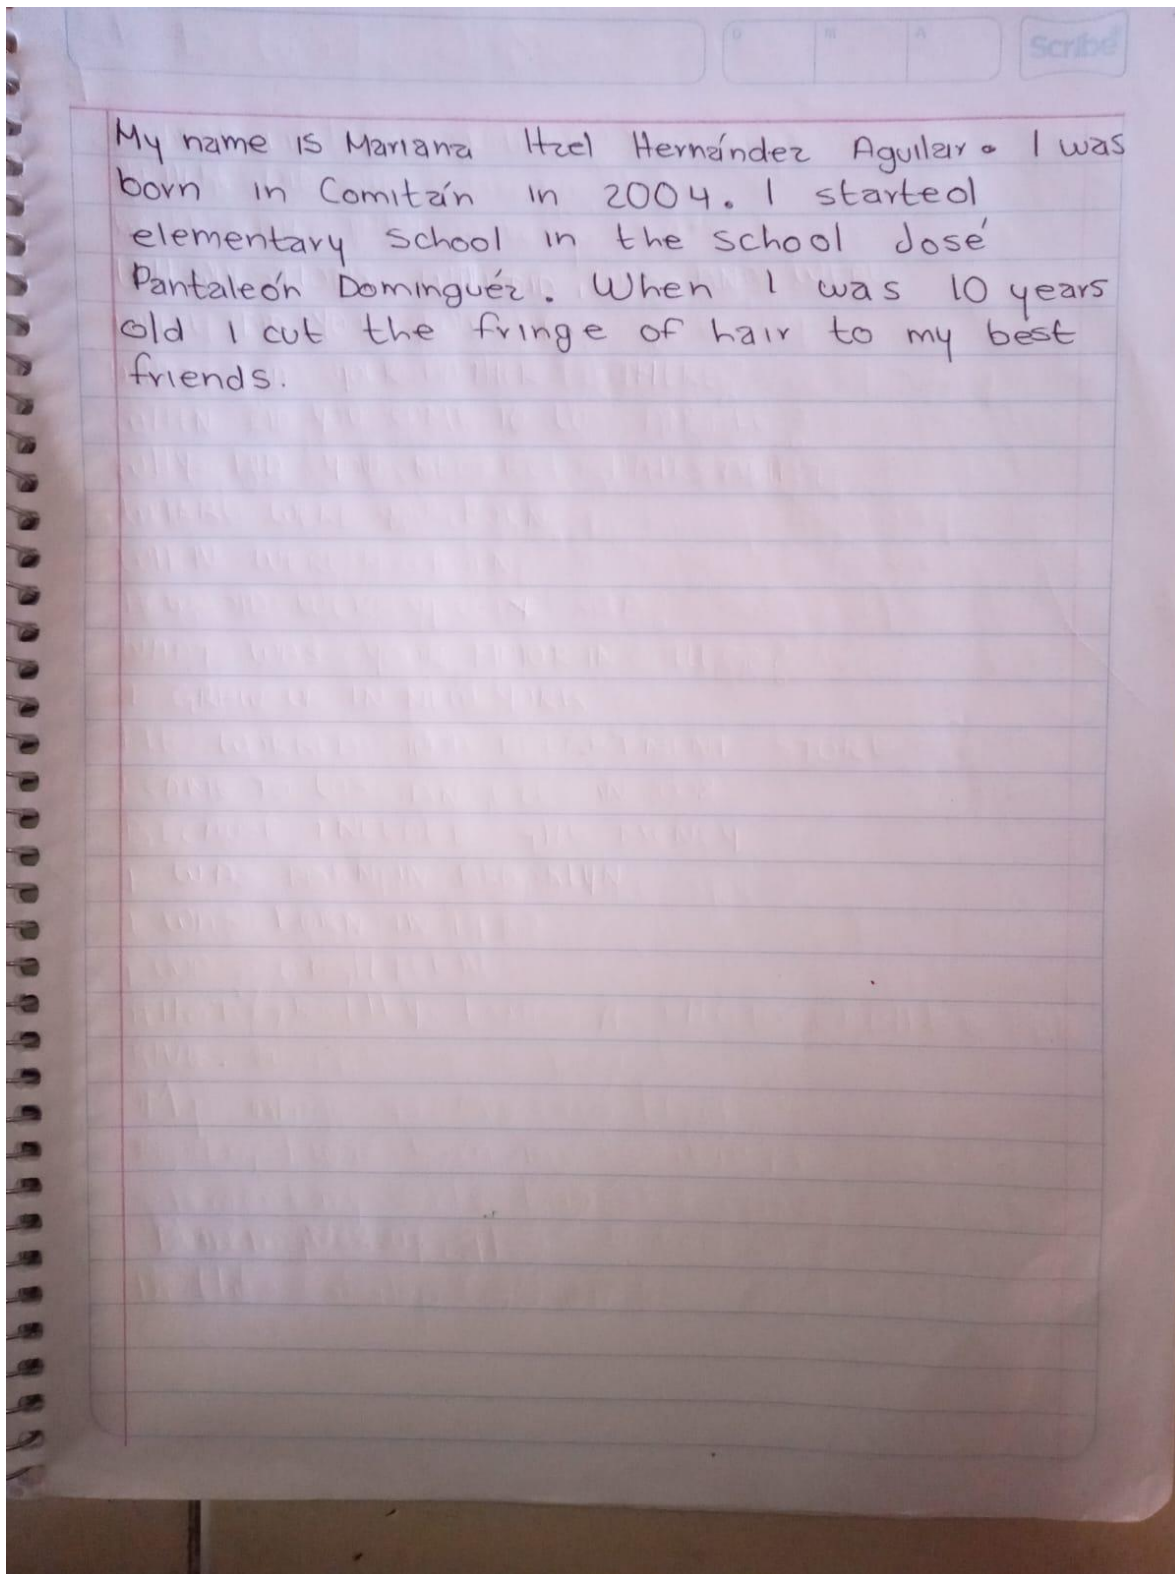 D M A Scribe
My name is Mariana Itzel Hernández Aguilar. I was
born in Comitán in 2004. I started
elementary school in the school José
Pantaleón Dominguéz. When I was 10 years
old I cut the fringe of hair to my best
friends.